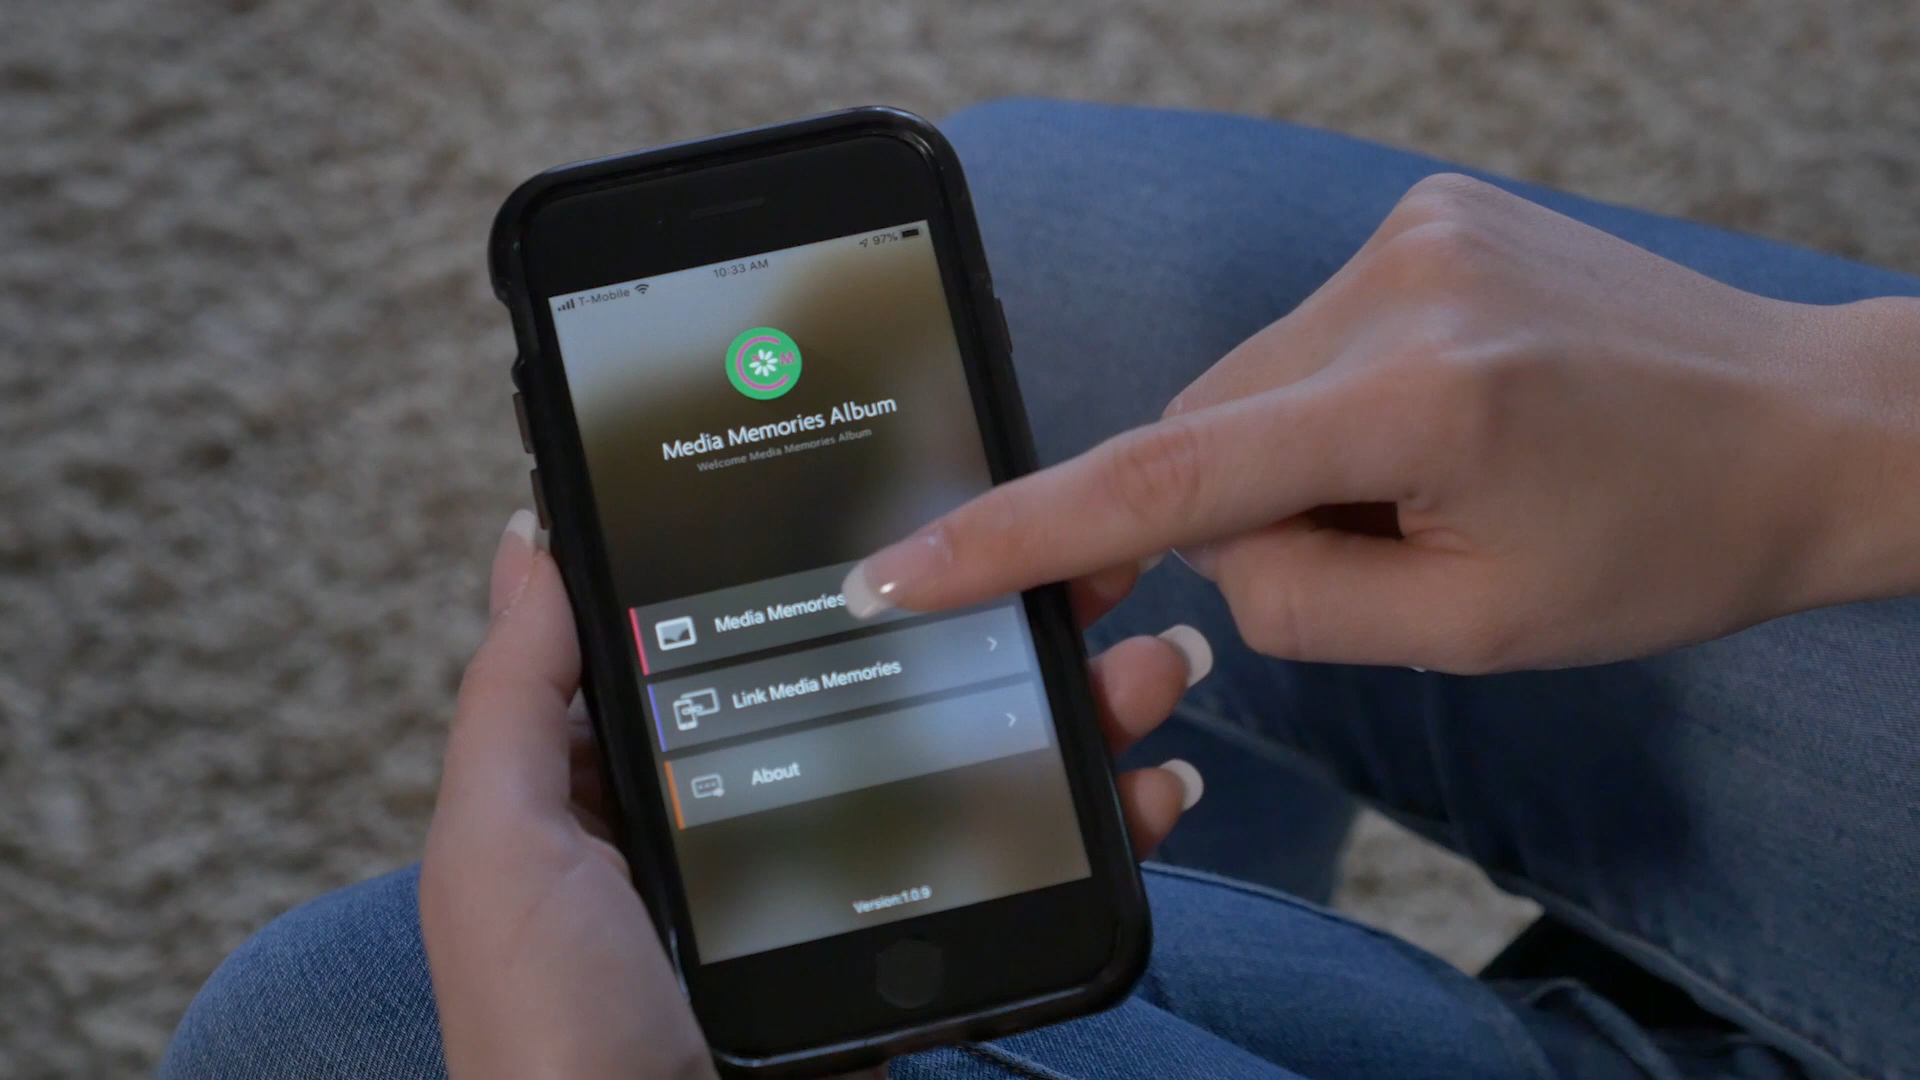 T-Mobile 10:33 AM 97%
M
Media Memories Album
Welcome Media Memories Album
Media Memories
Link Media Memories
About
Version:1.0.9